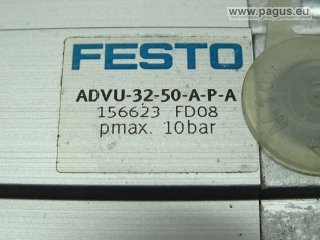 © www.pagus.eu
FESTO
ADVU-32-50-A-P-A
156623 FD08
pmax. 10bar